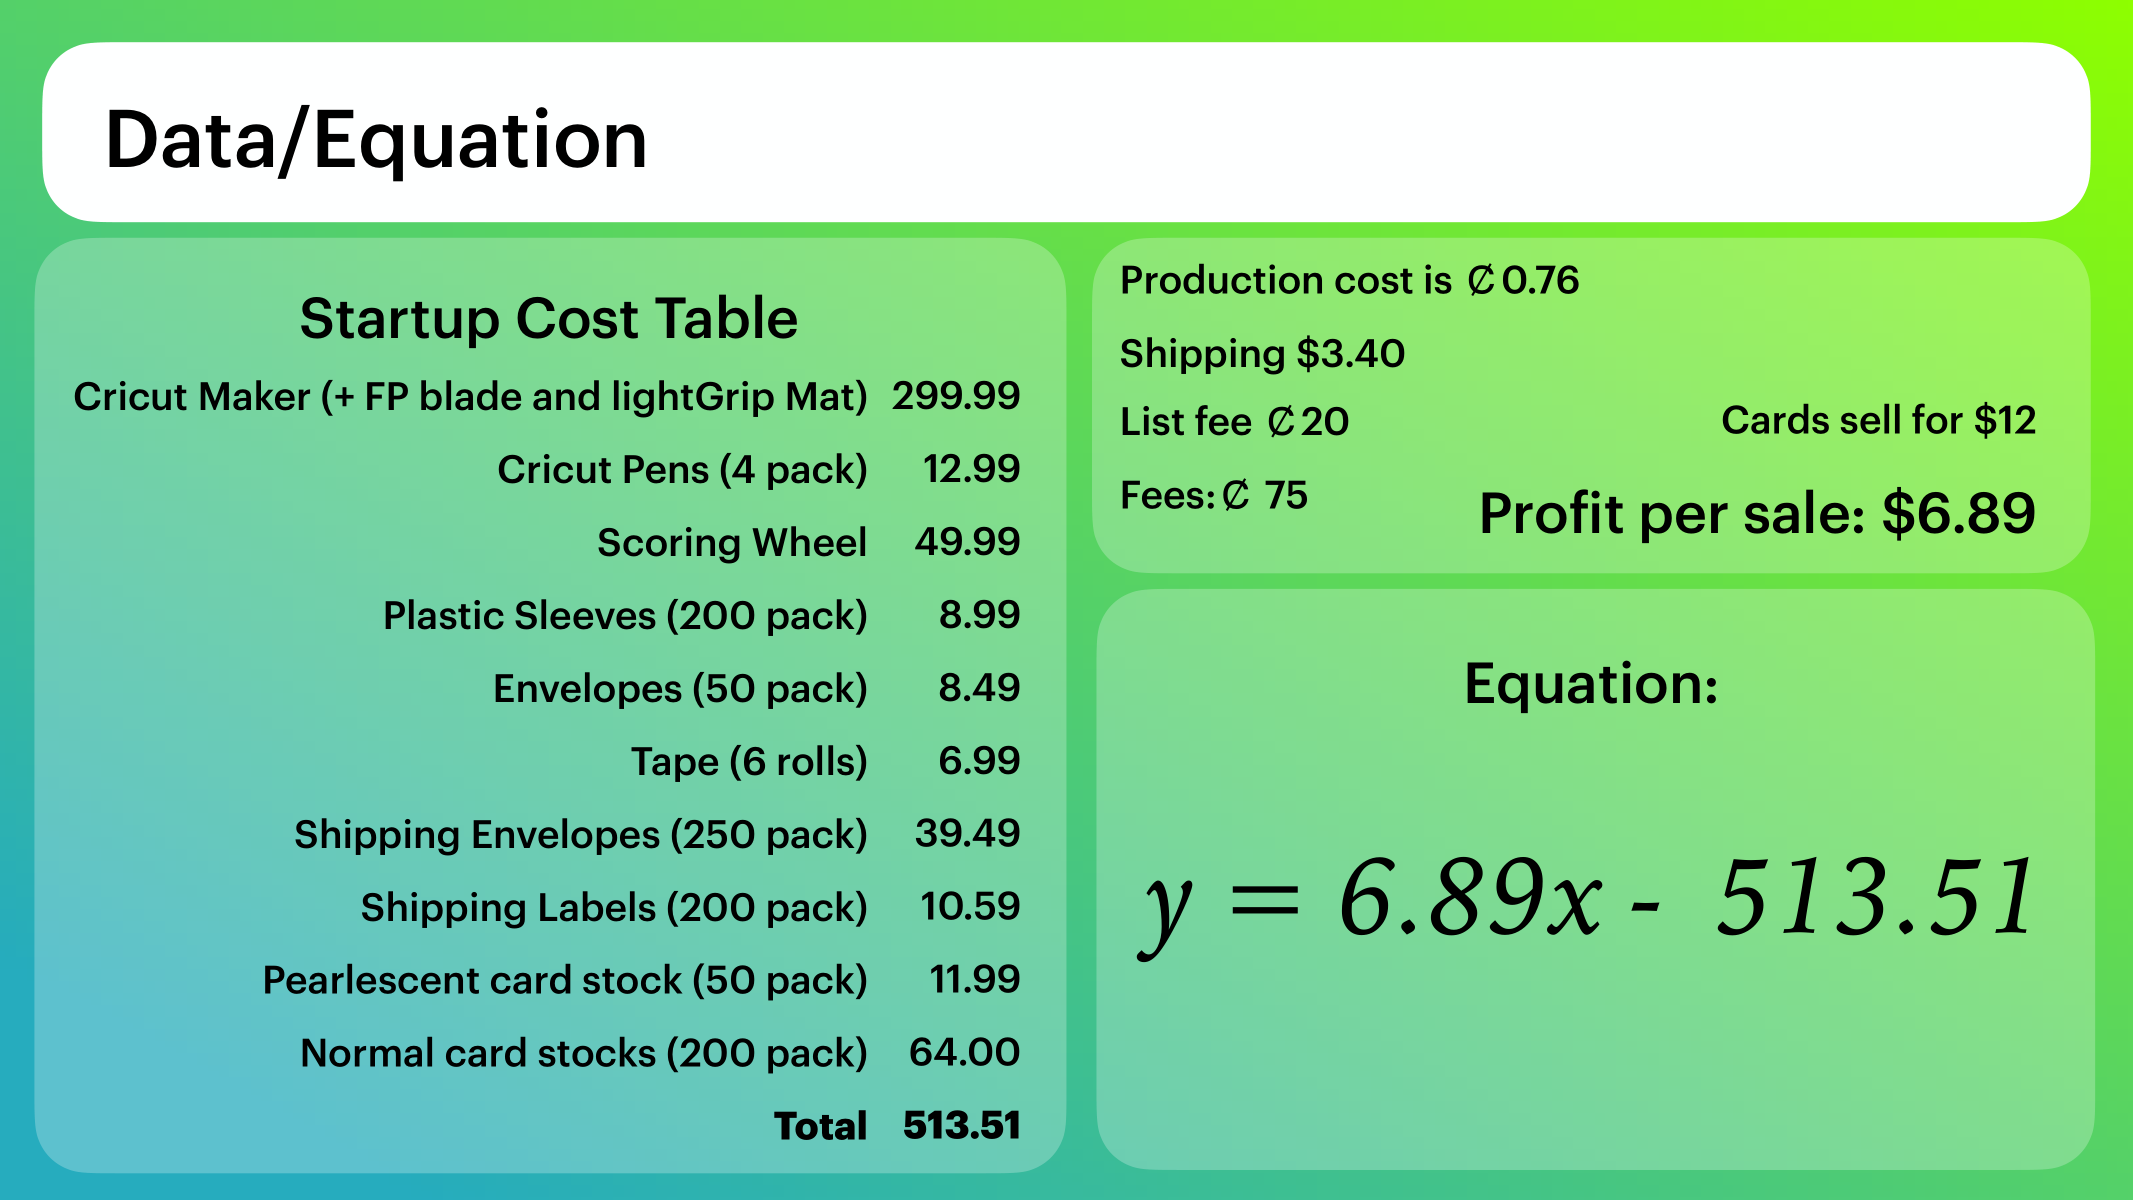 Data/Equation
Startup Cost Table
Cricut Maker (+ FP blade and lightGrip Mat) 299.99
Cricut Pens (4 pack) 12.99
Scoring Wheel 49.99
Plastic Sleeves (200 pack) 8.99
Envelopes (50 pack) 8.49
Tape (6 rolls) 6.99
Shipping Envelopes (250 pack) 39.49
Shipping Labels (200 pack) 10.59
Pearlescent card stock (50 pack) 11.99
Normal card stocks (200 pack) 64.00
Total 513.51
Production cost is ₡0.76
Shipping $3.40
List fee ₡20
Fees:₡ 75
Cards sell for $12
Profit per sale: $6.89
Equation:
y = 6.89x - 513.51